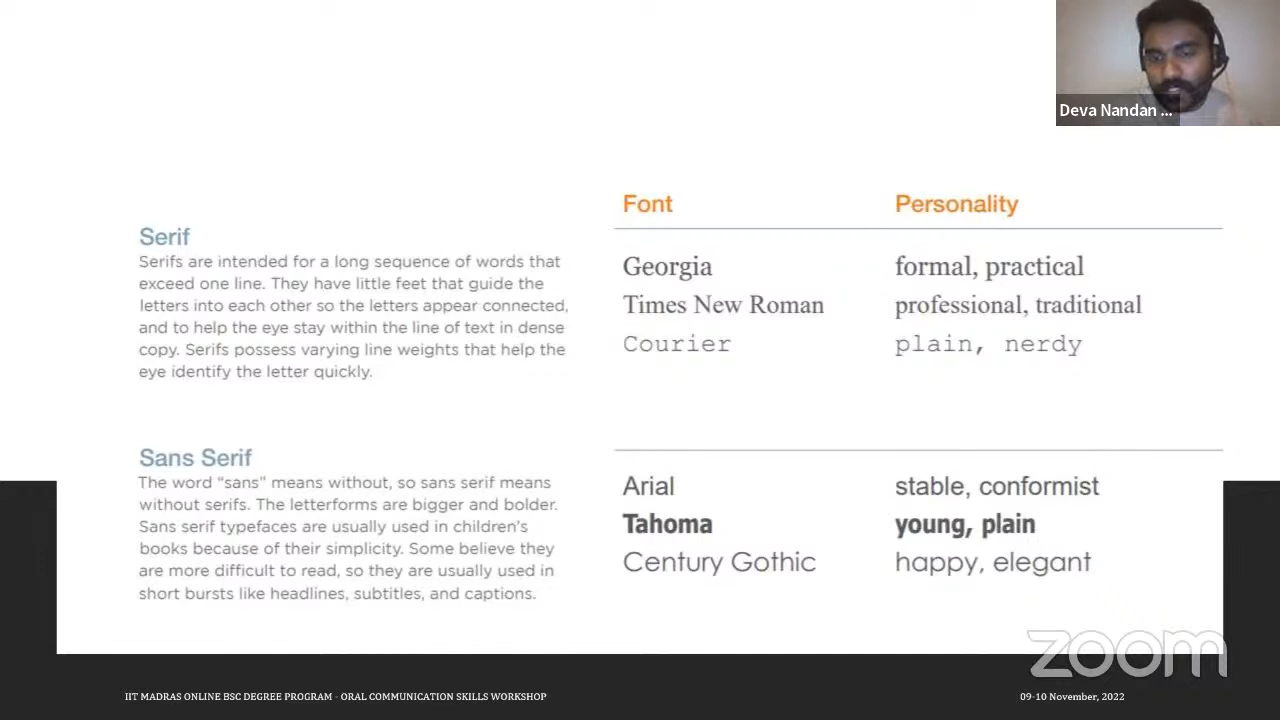 Deva Nandan ...
Font Personality
Serif
Serifs are intended for a long sequence of words that
exceed one line. They have little feet that guide the
letters into each other so the letters appear connected,
and to help the eye stay within the line of text in dense
copy. Serifs possess varying line weights that help the
eye identify the letter quickly.
Georgia formal, practical
Times New Roman professional, traditional
Courier plain, nerdy
Sans Serif
The word “sans” means without, so sans serif means
without serifs. The letterforms are bigger and bolder.
Sans serif typefaces are usually used in children’s
books because of their simplicity. Some believe they
are more difficult to read, so they are usually used in
short bursts like headlines, subtitles, and captions.
Arial stable, conformist
Tahoma young, plain
Century Gothic happy, elegant
zoom
IIT MADRAS ONLINE BSC DEGREE PROGRAM - ORAL COMMUNICATION SKILLS WORKSHOP 09-10 November, 2022